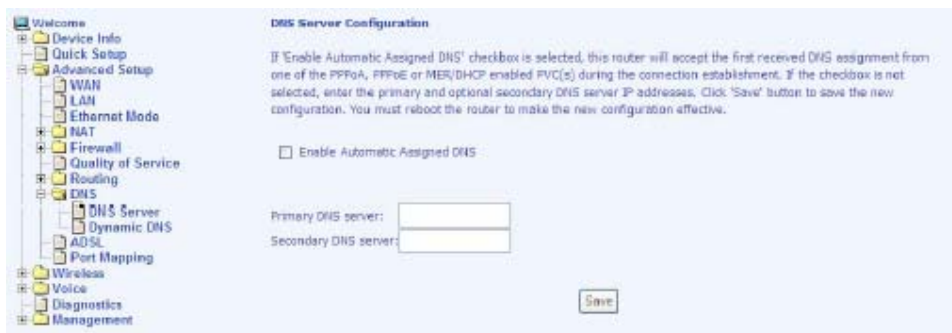 Welcome
Device Info
Quick Setup
Advanced Setup
WAN
LAN
Ethernet Mode
NAT
Firewall
Quality of Service
Routing
DNS
DNS Server
Dynamic DNS
ADSL
Port Mapping
Wireless
Voice
Diagnostics
Management
DNS Server Configuration
If 'Enable Automatic Assigned DNS' checkbox is selected, this router will accept the first received DNS assignment from
one of the PPPoA, PPPoE or MER/DHCP enabled PVC(s) during the connection establishment. If the checkbox is not
selected, enter the primary and optional secondary DNS server IP addresses. Click 'Save' button to save the new
configuration. You must reboot the router to make the new configuration effective.
Enable Automatic Assigned DNS
Primary DNS server:
Secondary DNS server:
Save